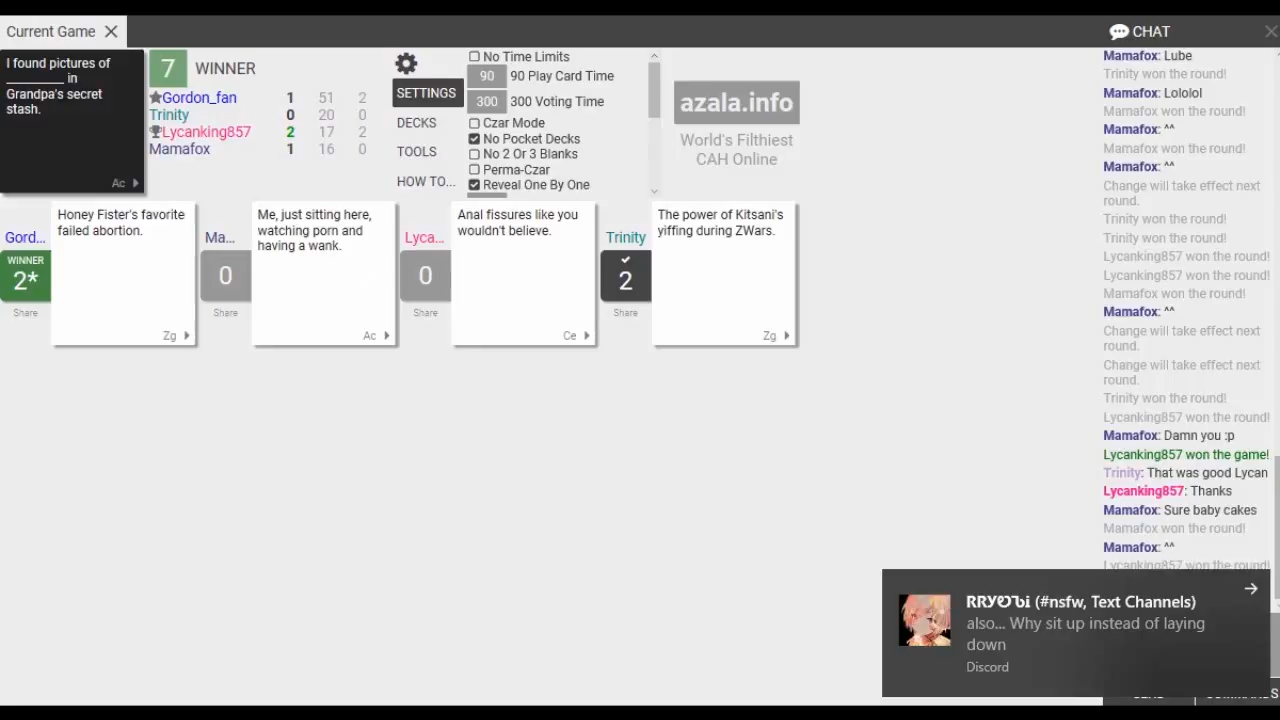 Current Game
CHAT
I found pictures of
________ in
Grandpa's secret
stash.
Ac
7 WINNER
Gordon_fan 1 51 2
Trinity 0 20 0
Lycanking857 2 17 2
Mamafox 1 16 0
SETTINGS
DECKS
TOOLS
HOW TO...
No Time Limits
90 90 Play Card Time
300 300 Voting Time
Czar Mode
No Pocket Decks
No 2 Or 3 Blanks
Perma-Czar
Reveal One By One
azala.info
World's Filthiest
CAH Online
Gord...
WINNER
2*
Share
Honey Fister's favorite
failed abortion.
Zg
Ma...
0
Share
Me, just sitting here,
watching porn and
having a wank.
Ac
Lyca...
0
Share
Anal fissures like you
wouldn't believe.
Ce
Trinity
2
Share
The power of Kitsani's
yiffing during ZWars.
Zg
Mamafox: Lube
Trinity won the round!
Mamafox: Lololol
Mamafox won the round!
Mamafox: ^^
Mamafox won the round!
Mamafox: ^^
Change will take effect next
round.
Trinity won the round!
Trinity won the round!
Lycanking857 won the round!
Lycanking857 won the round!
Mamafox won the round!
Mamafox: ^^
Change will take effect next
round.
Change will take effect next
round.
Trinity won the round!
Lycanking857 won the round!
Mamafox: Damn you :p
Lycanking857 won the game!
Trinity: That was good Lycan
Lycanking857: Thanks
Mamafox: Sure baby cakes
Mamafox won the round!
Mamafox: ^^
Lycanking857 won the round!
(#nsfw, Text Channels)
also... Why sit up instead of laying
down
Discord